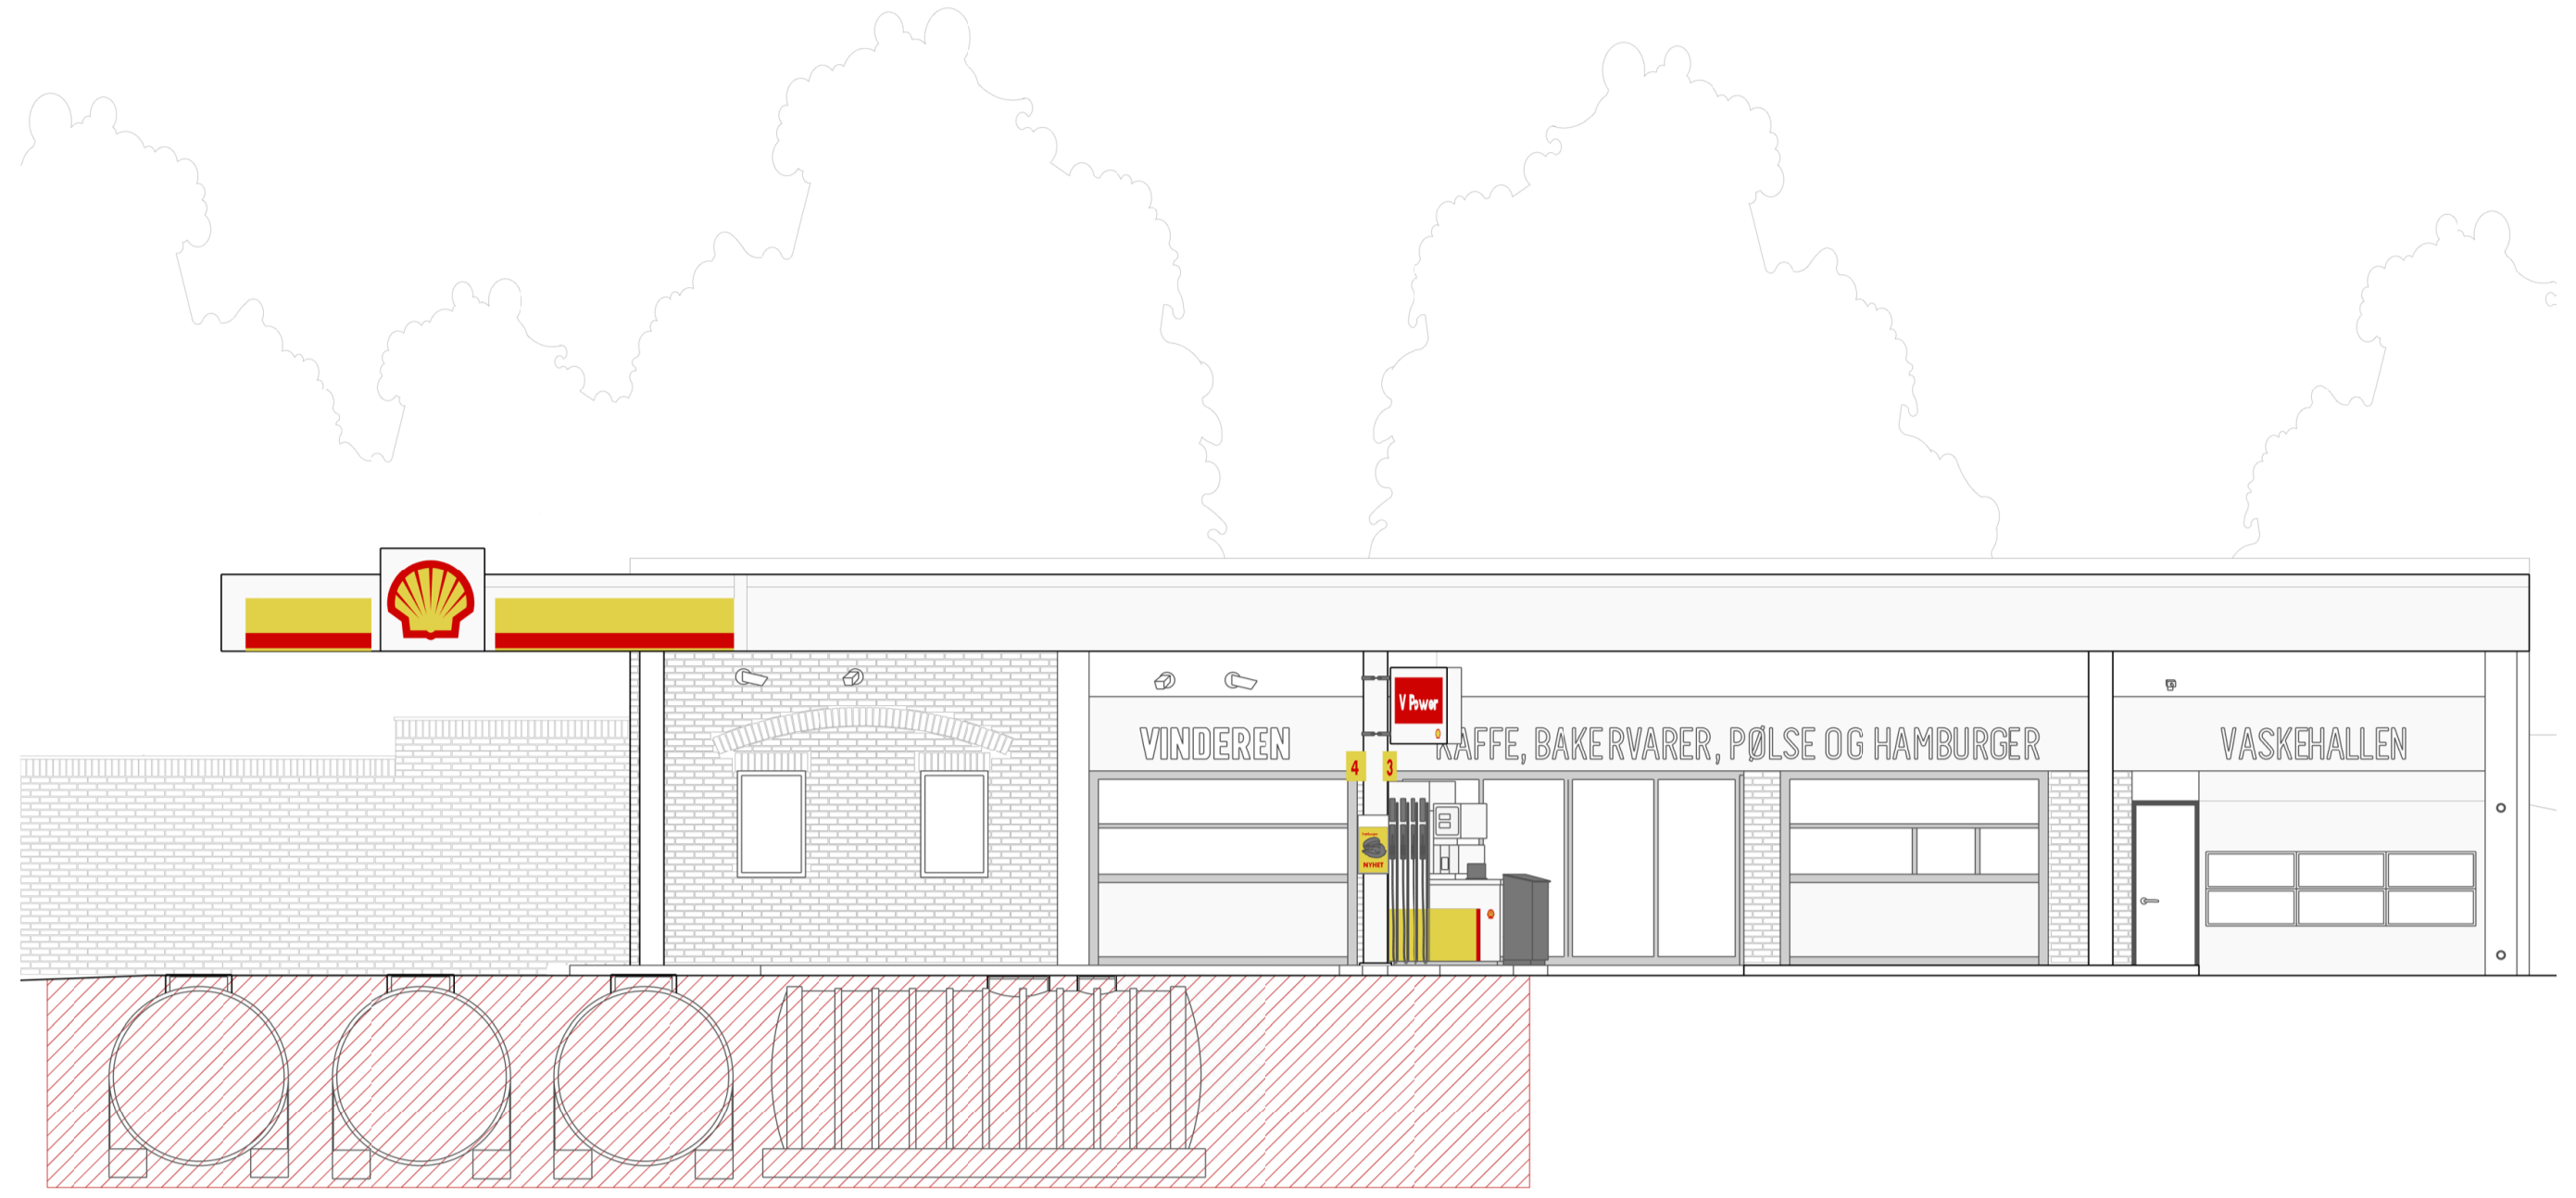 V Power
VINDEREN
KAFFE, BAKERVARER, PØLSE OG HAMBURGER
VASKEHALLEN
4
3
NYHET